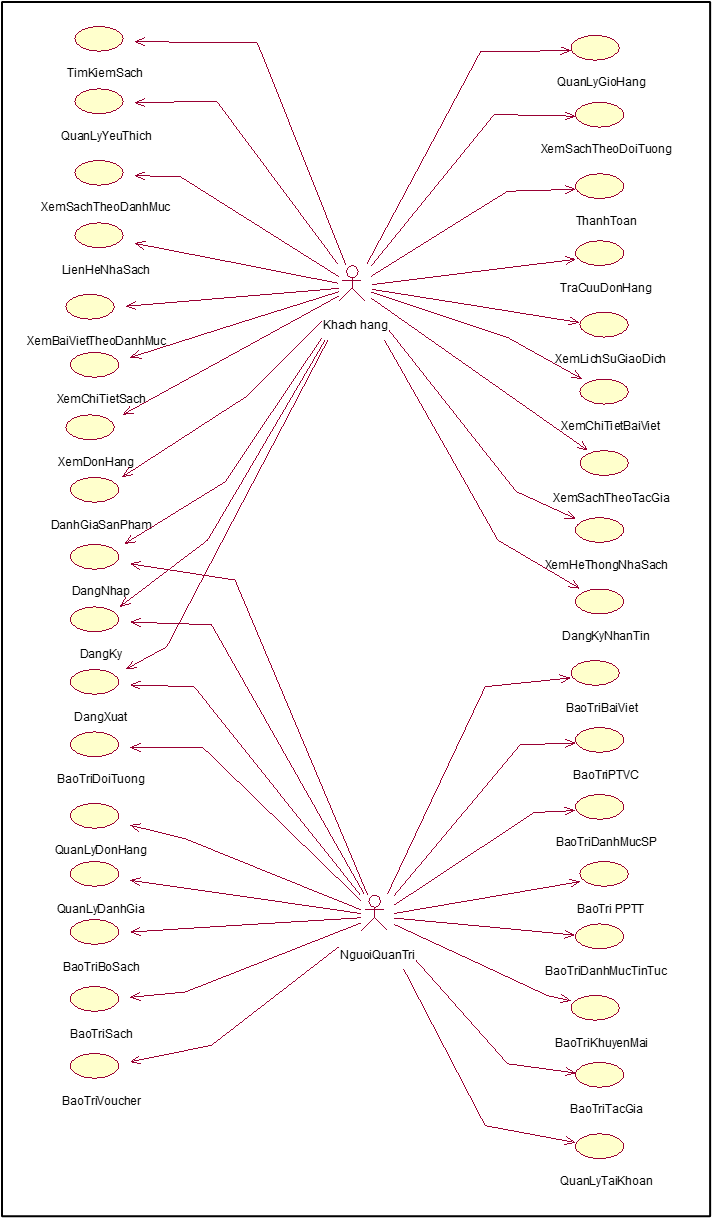 TimKiemSach
QuanLyGioHang
QuanLyYeuThich
XemSachTheoDoiTuong
XemSachTheoDanhMuc
ThanhToan
LienHeNhaSach
TraCuuDonHang
Khach hang
XemBaiVietTheoDanhMuc
XemLichSuGiaoDich
XemChiTietSach
XemChiTietBaiViet
XemDonHang
XemSachTheoTacGia
DanhGiaSanPham
XemHeThongNhaSach
DangNhap
DangKyNhanTin
DangKy
BaoTriBaiViet
DangXuat
BaoTriPTVC
BaoTriDoiTuong
BaoTriDanhMucSP
QuanLyDonHang
QuanLyDanhGia
BaoTri PPTT
NguoiQuanTri
BaoTriBoSach
BaoTriDanhMucTinTuc
BaoTriSach
BaoTriKhuyenMai
BaoTriVoucher
BaoTriTacGia
QuanLyTaiKhoan